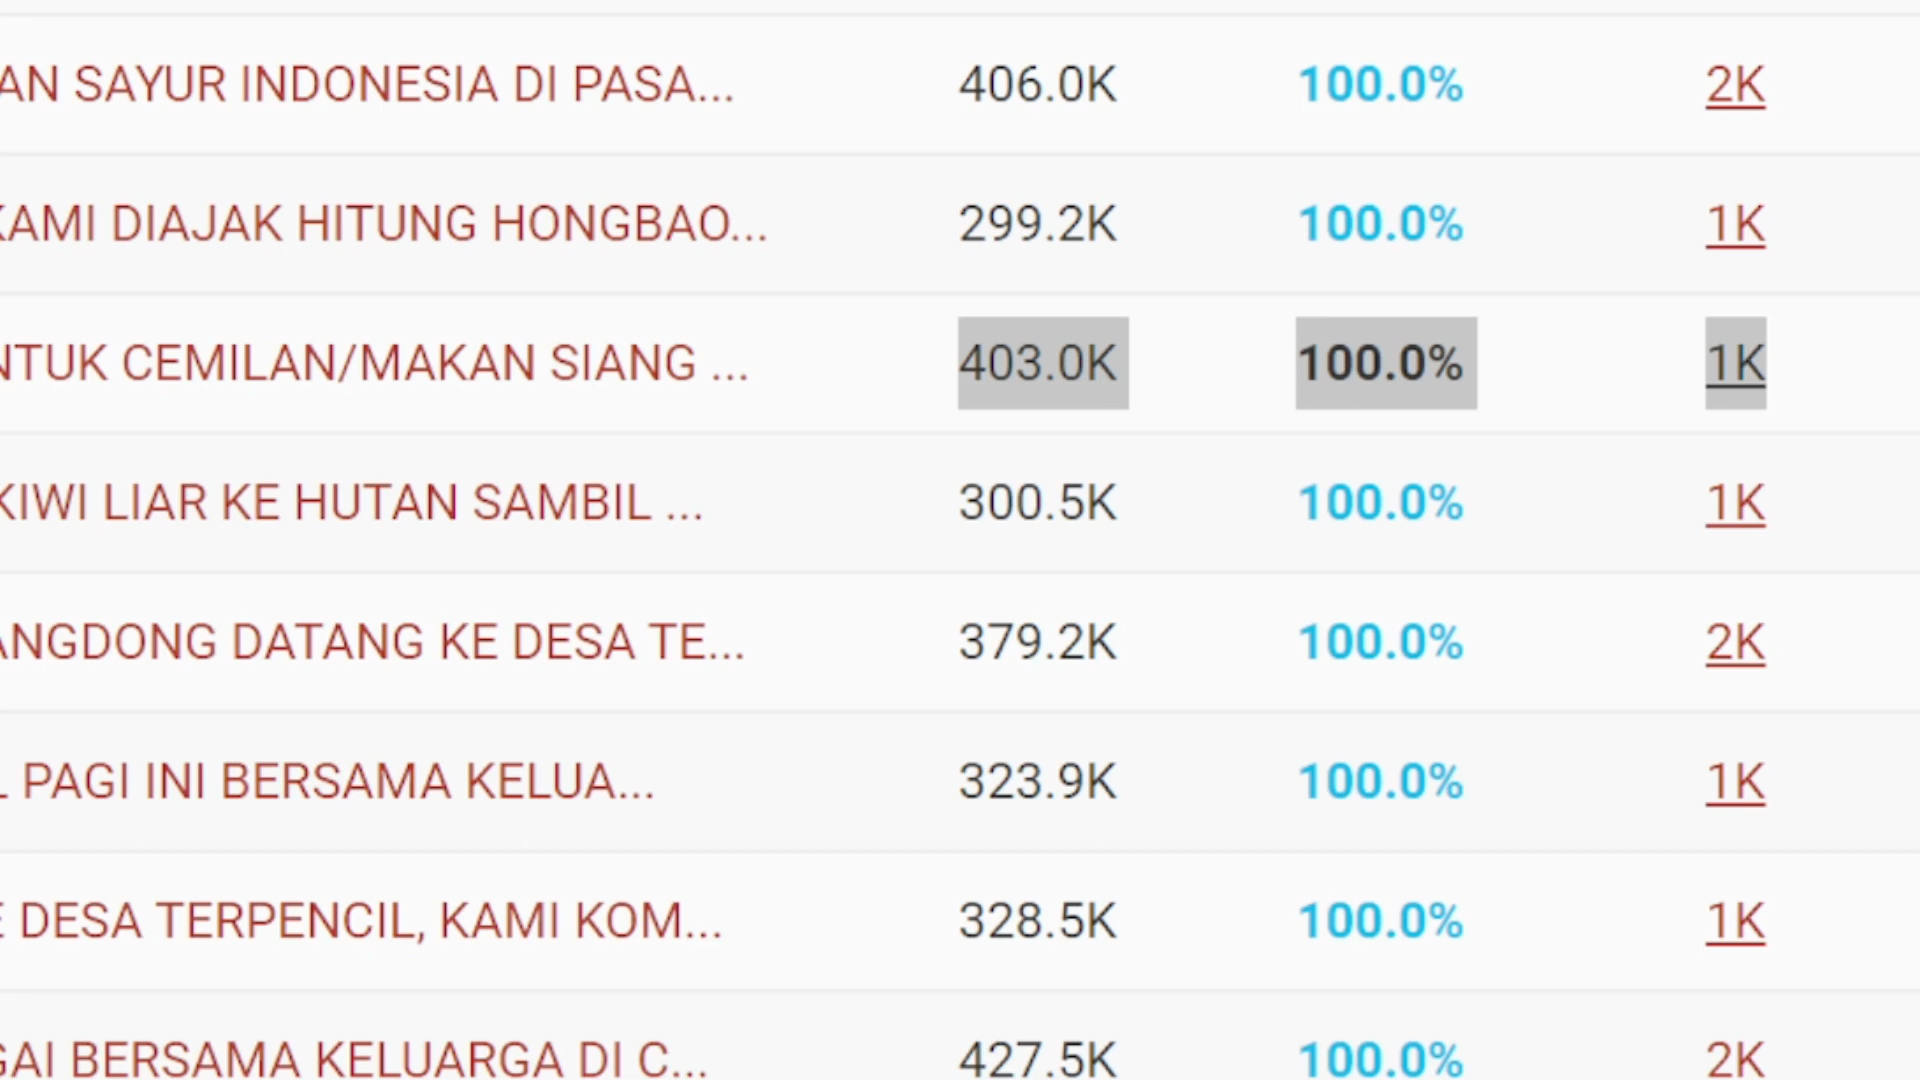 AN SAYUR INDONESIA DI PASA... 406.0K 100.0% 2K
KAMI DIAJAK HITUNG HONGBAO... 299.2K 100.0% 1K
NTUK CEMILAN/MAKAN SIANG ... 403.0K 100.0% 1K
KIWI LIAR KE HUTAN SAMBIL ... 300.5K 100.0% 1K
ANGDONG DATANG KE DESA TE... 379.2K 100.0% 2K
L PAGI INI BERSAMA KELUA... 323.9K 100.0% 1K
E DESA TERPENCIL, KAMI KOM... 328.5K 100.0% 1K
GAI BERSAMA KELUARGA DI C... 427.5K 100.0% 2K